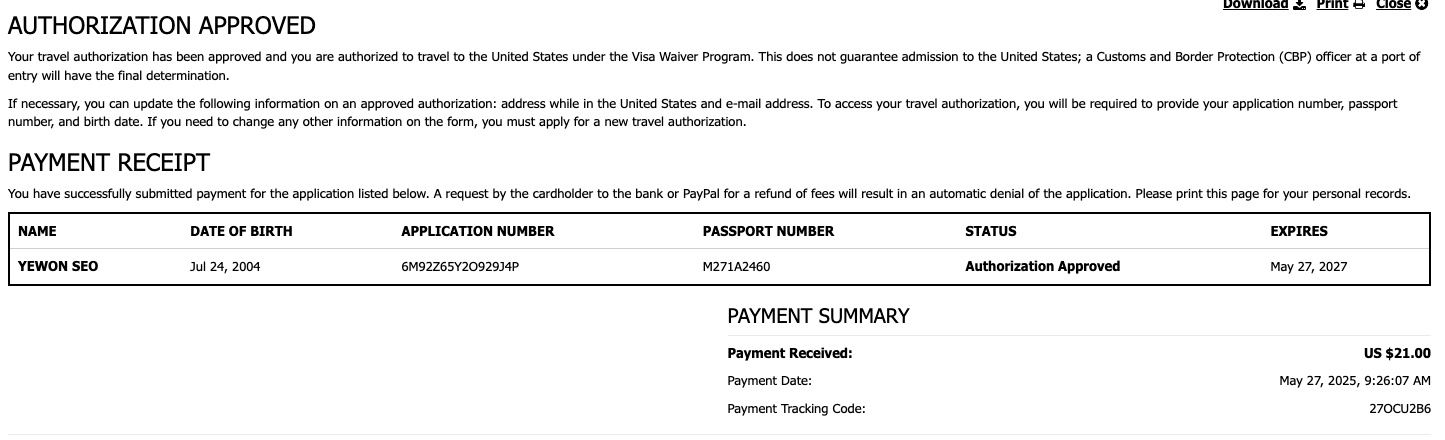 Download Print Close
AUTHORIZATION APPROVED
Your travel authorization has been approved and you are authorized to travel to the United States under the Visa Waiver Program. This does not guarantee admission to the United States; a Customs and Border Protection (CBP) officer at a port of
entry will have the final determination.
If necessary, you can update the following information on an approved authorization: address while in the United States and e-mail address. To access your travel authorization, you will be required to provide your application number, passport
number, and birth date. If you need to change any other information on the form, you must apply for a new travel authorization.
PAYMENT RECEIPT
You have successfully submitted payment for the application listed below. A request by the cardholder to the bank or PayPal for a refund of fees will result in an automatic denial of the application. Please print this page for your personal records.
NAME DATE OF BIRTH APPLICATION NUMBER PASSPORT NUMBER STATUS EXPIRES
YEWON SEO Jul 24, 2004 6M92Z65Y2O929J4P M271A2460 Authorization Approved May 27, 2027
PAYMENT SUMMARY
Payment Received: US $21.00
Payment Date: May 27, 2025, 9:26:07 AM
Payment Tracking Code: 27OCU2B6